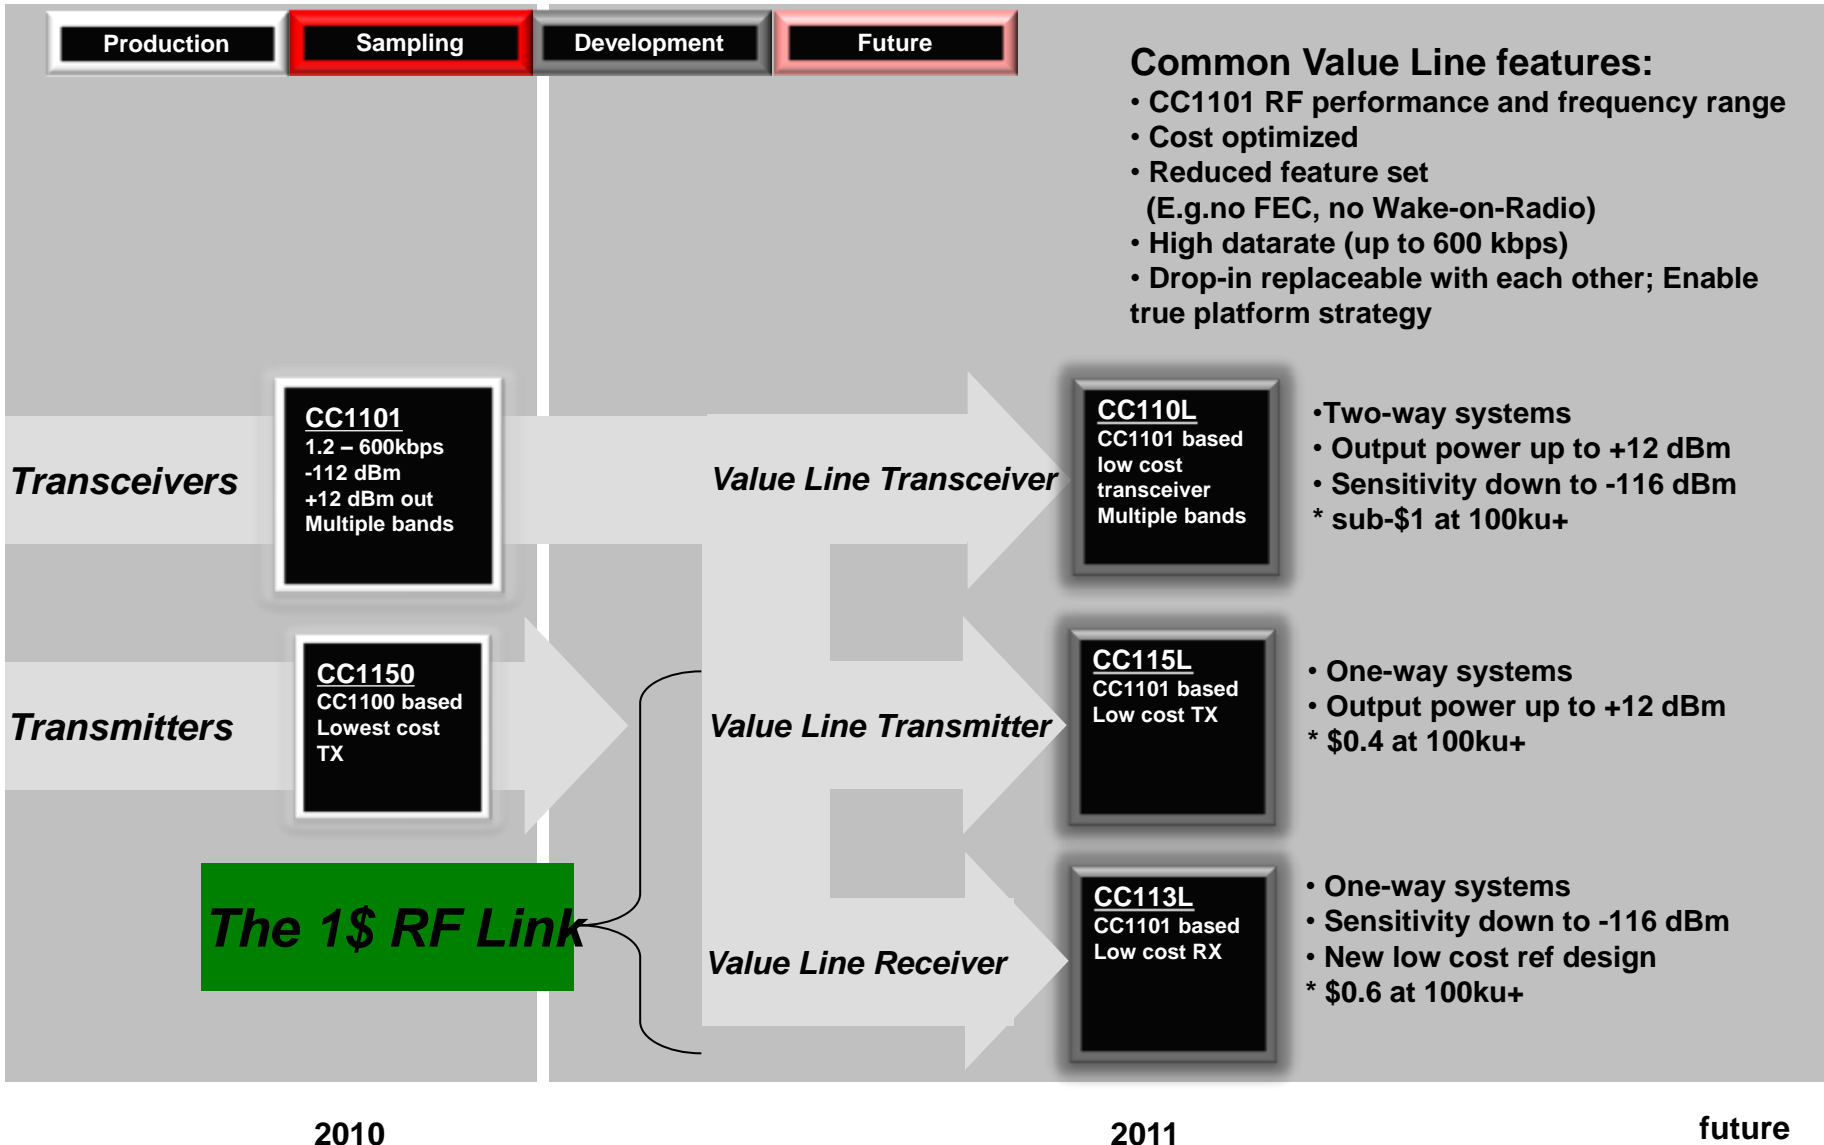 Production
Sampling
Development
Future
Common Value Line features:
• CC1101 RF performance and frequency range
• Cost optimized
• Reduced feature set
(E.g.no FEC, no Wake-on-Radio)
• High datarate (up to 600 kbps)
• Drop-in replaceable with each other; Enable
true platform strategy
Transceivers
CC1101
1.2 – 600kbps
-112 dBm
+12 dBm out
Multiple bands
Value Line Transceiver
CC110L
CC1101 based
low cost
transceiver
Multiple bands
•Two-way systems
• Output power up to +12 dBm
• Sensitivity down to -116 dBm
* sub-$1 at 100ku+
Transmitters
CC1150
CC1100 based
Lowest cost
TX
Value Line Transmitter
CC115L
CC1101 based
Low cost TX
• One-way systems
• Output power up to +12 dBm
* $0.4 at 100ku+
The 1$ RF Link
Value Line Receiver
CC113L
CC1101 based
Low cost RX
• One-way systems
• Sensitivity down to -116 dBm
• New low cost ref design
* $0.6 at 100ku+
2010
2011
future